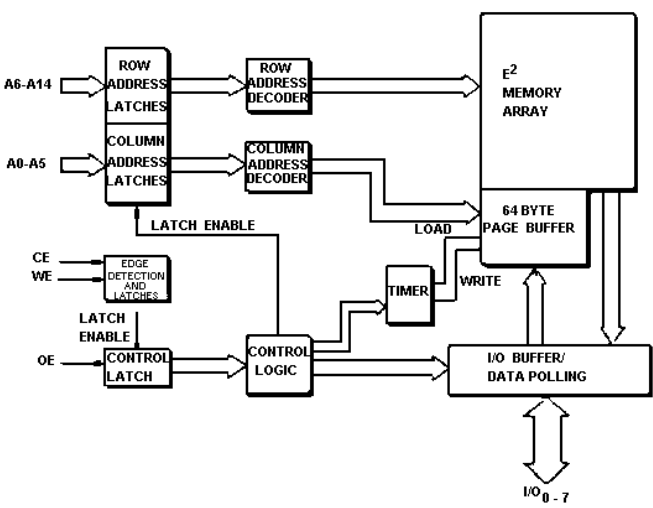 ROW
ADDRESS
LATCHES
ROW
ADDRESS
DECODER
E2
MEMORY
ARRAY
A6-A14
COLUMN
ADDRESS
LATCHES
COLUMN
ADDRESS
DECODER
A0-A5
64 BYTE
PAGE BUFFER
LATCH ENABLE
LOAD
CE
WE
EDGE
DETECTION
AND
LATCHES
TIMER
WRITE
LATCH
ENABLE
OE
CONTROL
LATCH
CONTROL
LOGIC
I/O BUFFER/
DATA POLLING
I/O0 - 7